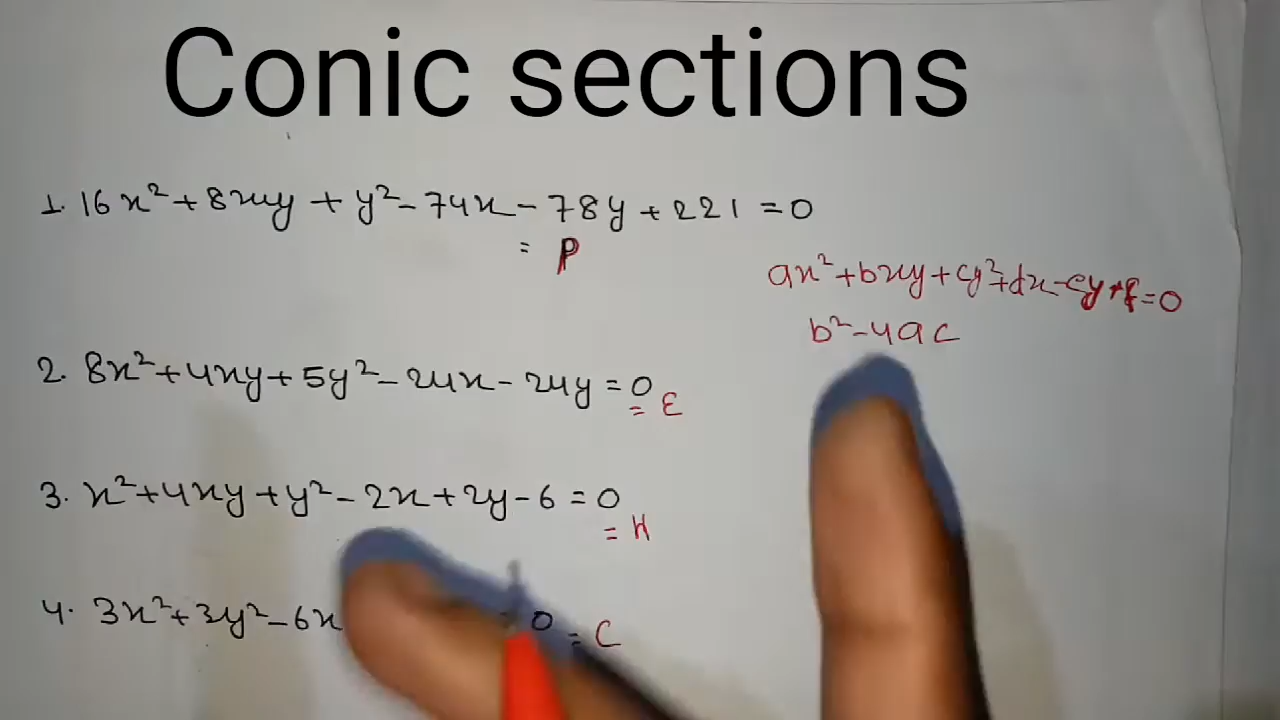 Conic sections
1. 16x²+8xy+y²-74x-78y+221=0
= P
ax²+bxy+cy²+dx-ey+f=0
b²-4ac
2. 8x²+4xy+5y²-24x-24y=0
= E
3. x²+4xy+y²-2x+2y-6=0
= H
4. 3x²+3y²-6x 0
= C